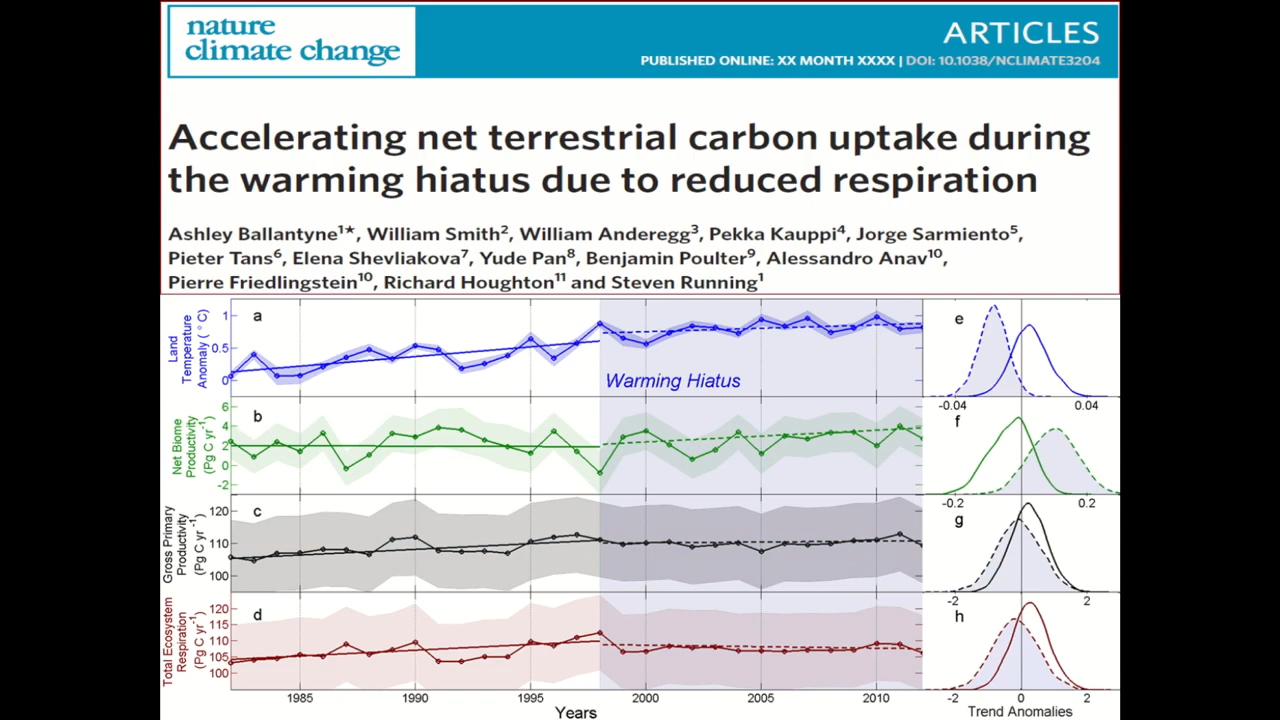 nature
climate change
ARTICLES
PUBLISHED ONLINE: XX MONTH XXXX | DOI: 10.1038/NCLIMATE3204
Accelerating net terrestrial carbon uptake during
the warming hiatus due to reduced respiration
Ashley Ballantyne1*, William Smith2, William Anderegg3, Pekka Kauppi4, Jorge Sarmiento5,
Pieter Tans6, Elena Shevliakova7, Yude Pan8, Benjamin Poulter9, Alessandro Anav10,
Pierre Friedlingstein10, Richard Houghton11 and Steven Running1
Land
Temperature
Anomaly ( ° C)
1
0.5
0
a
Warming Hiatus
e
-0.04
0.04
Net Biome
Productivity
(Pg C yr-1)
6
4
2
0
-2
b
f
-0.2
0.2
Gross Primary
Productivity
(Pg C yr-1)
120
110
100
c
g
-2
2
Total Ecosystem
Respiration
(Pg C yr-1)
120
115
110
105
100
d
h
-2
0
2
1985
1990
1995
2000
2005
2010
Years
Trend Anomalies